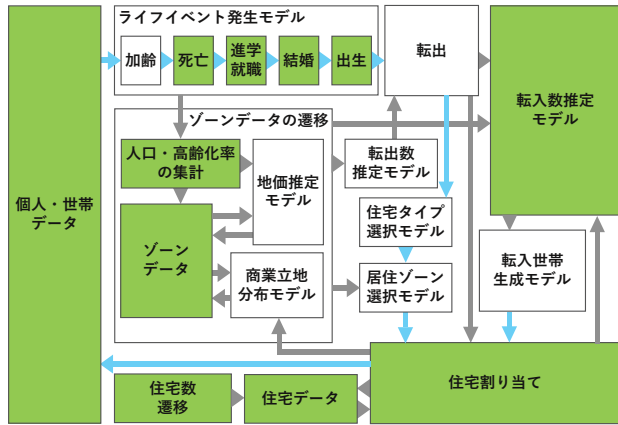 ライフイベント発生モデル
加齢
死亡
進学
就職
結婚
出生
転出
転入数推定
モデル
ゾーンデータの遷移
人口・高齢化率
の集計
地価推定
モデル
転出数
推定モデル
個人・世帯
データ
ゾーン
データ
住宅タイプ
選択モデル
商業立地
分布モデル
居住ゾーン
選択モデル
転入世帯
生成モデル
住宅数
遷移
住宅データ
住宅割り当て